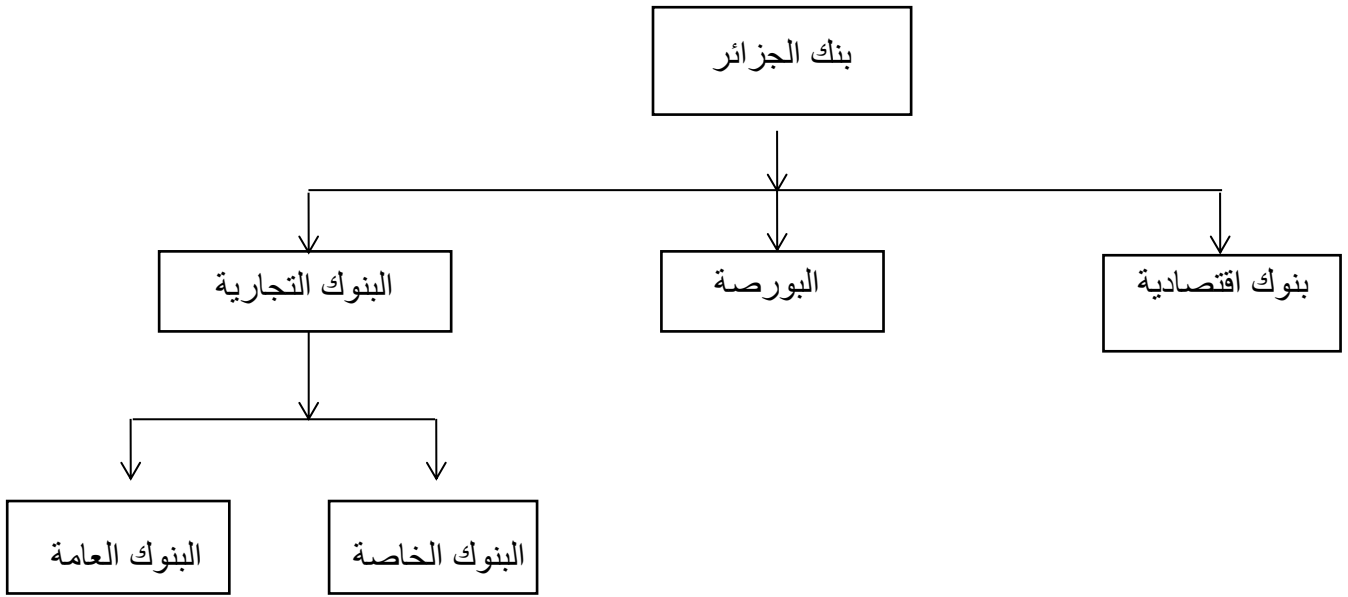 بنك الجزائر
بنوك اقتصادية
البورصة
البنوك التجارية
البنوك الخاصة
البنوك العامة